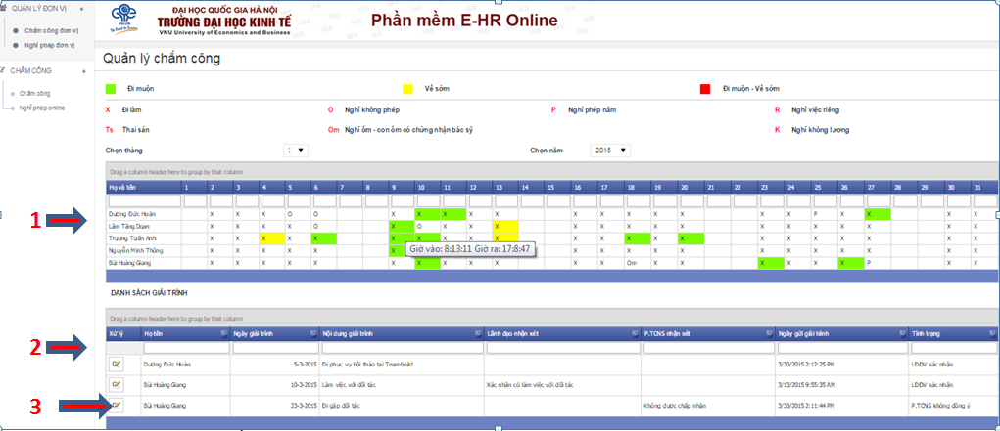 QUẢN LÝ ĐƠN VỊ +
Chấm công đơn vị
Nghỉ phép đơn vị
CHẤM CÔNG +
Chấm công
Nghỉ phép online
ĐẠI HỌC QUỐC GIA HÀ NỘI
TRƯỜNG ĐẠI HỌC KINH TẾ
VNU University of Economics and Business
Phần mềm E-HR Online
Quản lý chấm công
Đi muộn Về sớm Đi muộn - Về sớm
X Đi làm O Nghỉ không phép P Nghỉ phép năm R Nghỉ việc riêng
Ts Thai sản Om Nghỉ ốm - con ốm có chứng nhận bác sỹ K Nghỉ không lương
Chọn tháng Chọn năm 2015
Drag a column header here to group by that column
Họ và tên 1 2 3 4 5 6 7 8 9 10 11 12 13 14 15 16 17 18 19 20 21 22 23 24 25 26 27 28 29 30 31
1
Dương Đức Hoàn X X X O O X X X X X X X X X X X X P X X X X
Lâm Tăng Doan X X X X O X O X X X X X X X X X X X X X X X
Trương Tuấn Anh X X X X X X X X X X X X X X X X X X X X X X
Nguyễn Minh Thông X X X X X X X X X X X X X X X X X X
Bùi Hoàng Giang X X X X X X X X X X X Om X X X X X X P X X
Giờ vào: 8:13:11 Giờ ra: 17:8:47
DANH SÁCH GIẢI TRÌNH
Drag a column header here to group by that column
Xử lý Họ tên Ngày giải trình Nội dung giải trình Lãnh đạo nhận xét P.TCNS nhận xét Ngày gửi giải trình Tình trạng
2
Dương Đức Hoàn 5-3-2015 Đi phục vụ hội thảo tại Teambuild 3/30/2015 2:12:25 PM LĐĐV xác nhận
Bùi Hoàng Giang 10-3-2015 Làm việc với đối tác Xác nhận có làm việc với đối tác 3/13/2015 9:55:35 AM LĐĐV xác nhận
3
Bùi Hoàng Giang 23-3-2015 Đi gặp đối tác Không được chấp nhận 3/30/2015 2:11:44 PM P.TCNS không đồng ý